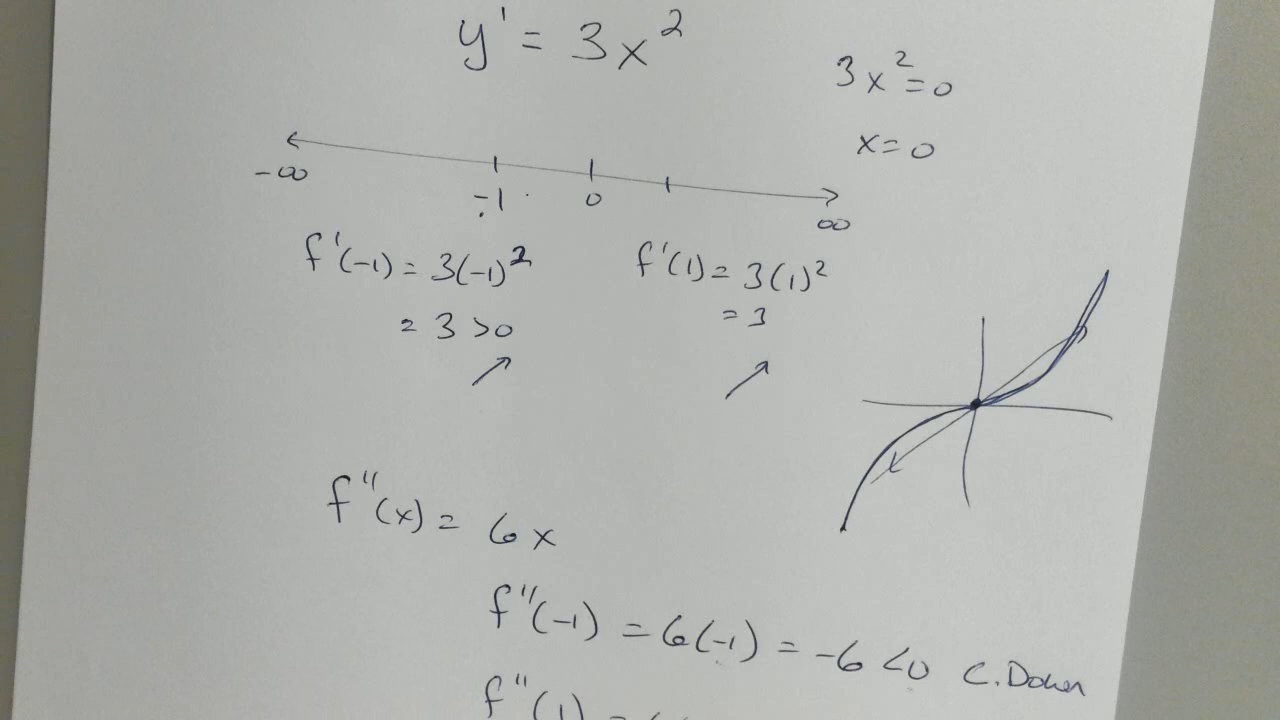 y' = 3x²
3x² = 0
x = 0
-∞ -1 0 ∞
f'(-1) = 3(-1)²
= 3 > 0
f'(1) = 3(1)²
= 3
f''(x) = 6x
f''(-1) = 6(-1) = -6 < 0 C. Down
f''(1) =